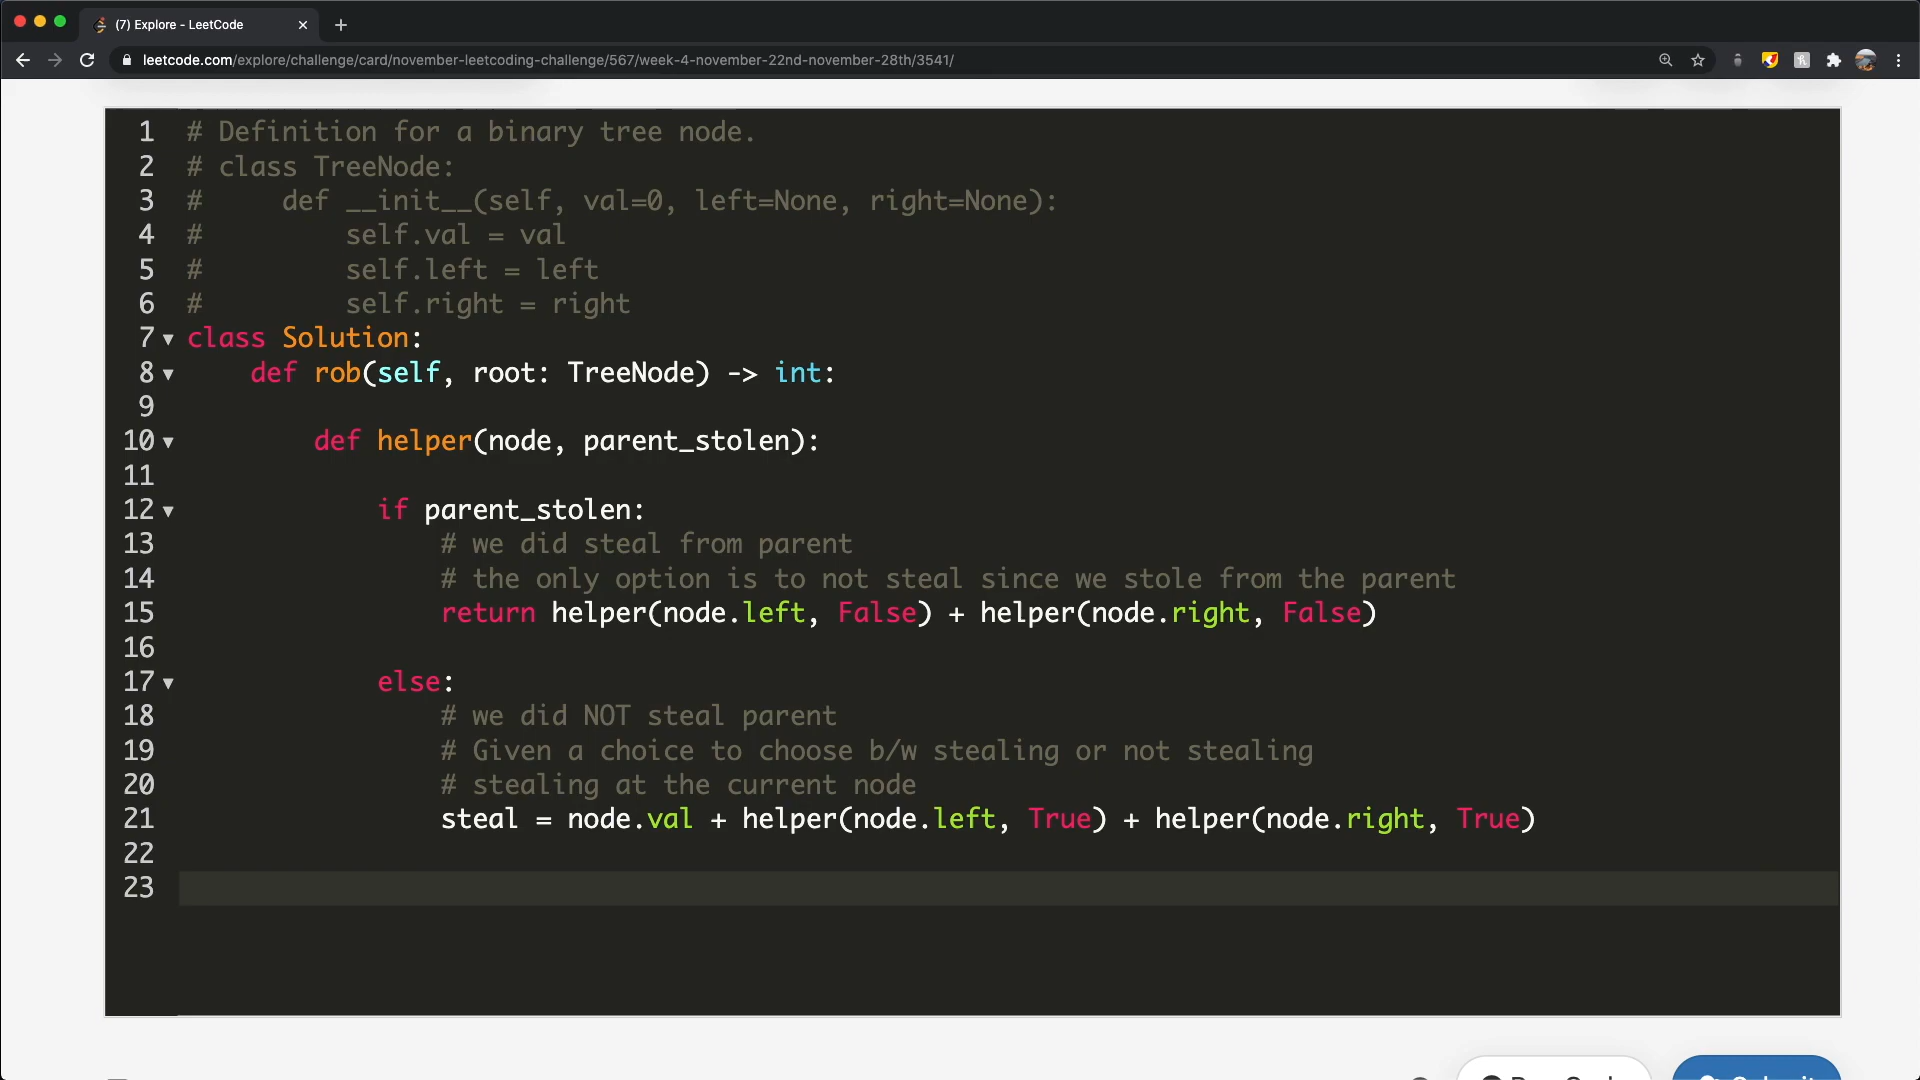 (7) Explore - LeetCode
leetcode.com/explore/challenge/card/november-leetcoding-challenge/567/week-4-november-22nd-november-28th/3541/
1 # Definition for a binary tree node.
2 # class TreeNode:
3 #     def __init__(self, val=0, left=None, right=None):
4 #         self.val = val
5 #         self.left = left
6 #         self.right = right
7 class Solution:
8     def rob(self, root: TreeNode) -> int:
9
10         def helper(node, parent_stolen):
11
12             if parent_stolen:
13                 # we did steal from parent
14                 # the only option is to not steal since we stole from the parent
15                 return helper(node.left, False) + helper(node.right, False)
16
17             else:
18                 # we did NOT steal parent
19                 # Given a choice to choose b/w stealing or not stealing
20                 # stealing at the current node
21                 steal = node.val + helper(node.left, True) + helper(node.right, True)
22
23